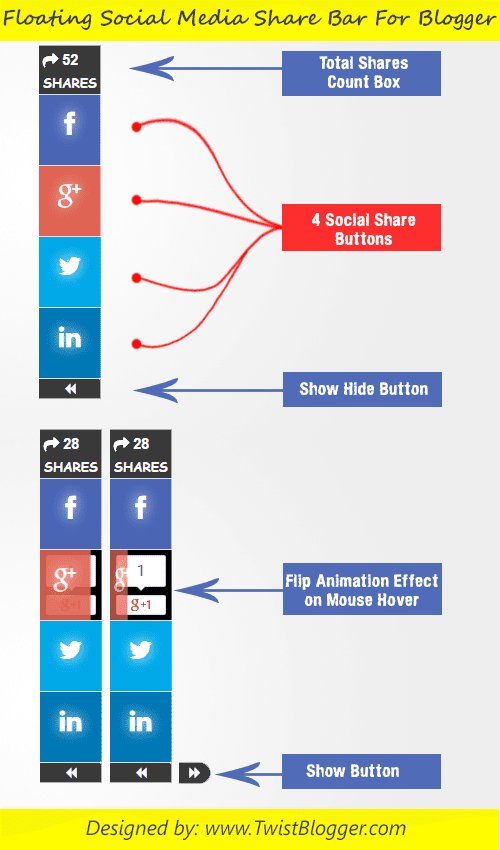 Floating Social Media Share Bar For Blogger
52
SHARES
Total Shares
Count Box
f
g+
4 Social Share
Buttons
in
Show Hide Button
28
SHARES
28
SHARES
f
f
g+
g+1
g
1
g+1
Flip Animation Effect
on Mouse Hover
in
in
Show Button
Designed by: www.TwistBlogger.com